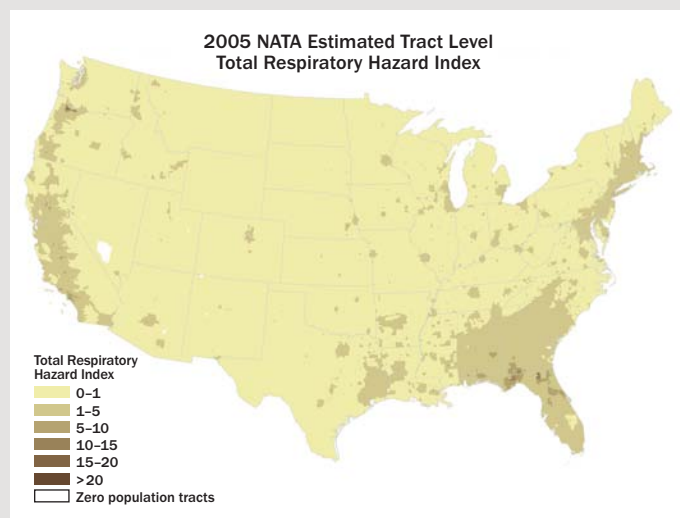 2005 NATA Estimated Tract Level
Total Respiratory Hazard Index
Total Respiratory
Hazard Index
0–1
1–5
5–10
10–15
15–20
>20
Zero population tracts